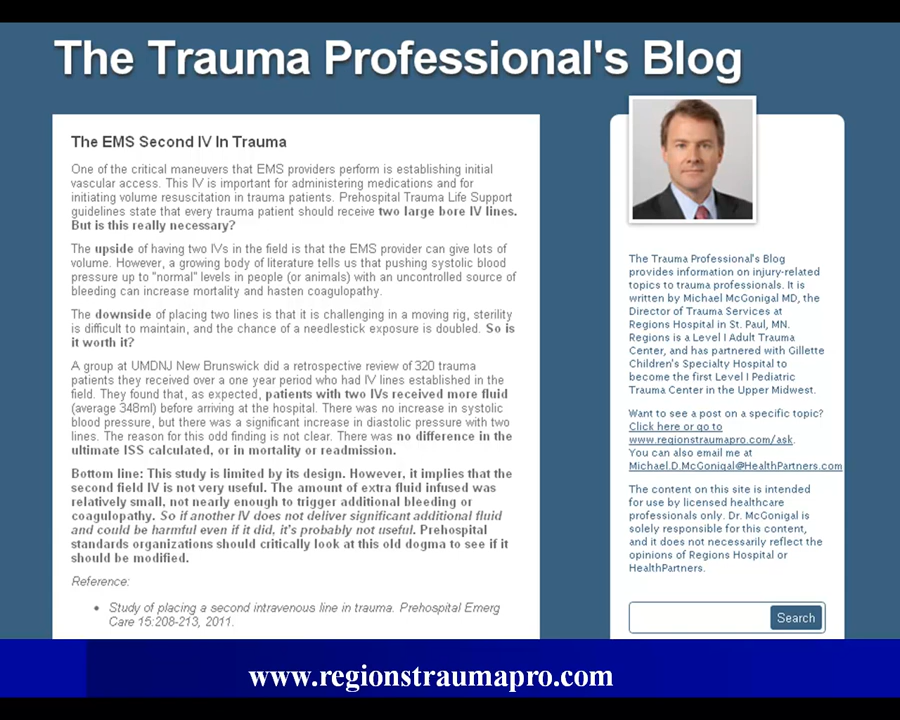 The Trauma Professional's Blog
The EMS Second IV In Trauma
One of the critical maneuvers that EMS providers perform is establishing initial
vascular access. This IV is important for administering medications and for
initiating volume resuscitation in trauma patients. Prehospital Trauma Life Support
guidelines state that every trauma patient should receive two large bore IV lines.
But is this really necessary?
The upside of having two IVs in the field is that the EMS provider can give lots of
volume. However, a growing body of literature tells us that pushing systolic blood
pressure up to "normal" levels in people (or animals) with an uncontrolled source of
bleeding can increase mortality and hasten coagulopathy.
The downside of placing two lines is that it is challenging in a moving rig, sterility
is difficult to maintain, and the chance of a needlestick exposure is doubled. So is
it worth it?
A group at UMDNJ New Brunswick did a retrospective review of 320 trauma
patients they received over a one year period who had IV lines established in the
field. They found that, as expected, patients with two IVs received more fluid
(average 348ml) before arriving at the hospital. There was no increase in systolic
blood pressure, but there was a significant increase in diastolic pressure with two
lines. The reason for this odd finding is not clear. There was no difference in the
ultimate ISS calculated, or in mortality or readmission.
Bottom line: This study is limited by its design. However, it implies that the
second field IV is not very useful. The amount of extra fluid infused was
relatively small, not nearly enough to trigger additional bleeding or
coagulopathy. So if another IV does not deliver significant additional fluid
and could be harmful even if it did, it's probably not useful. Prehospital
standards organizations should critically look at this old dogma to see if it
should be modified.
Reference:
• Study of placing a second intravenous line in trauma. Prehospital Emerg
Care 15:208-213, 2011.
The Trauma Professional's Blog
provides information on injury-related
topics to trauma professionals. It is
written by Michael McGonigal MD, the
Director of Trauma Services at
Regions Hospital in St. Paul, MN.
Regions is a Level I Adult Trauma
Center, and has partnered with Gillette
Children's Specialty Hospital to
become the first Level I Pediatric
Trauma Center in the Upper Midwest.
Want to see a post on a specific topic?
Click here or go to
www.regionstraumapro.com/ask.
You can also email me at
Michael.D.McGonigal@HealthPartners.com
The content on this site is intended
for use by licensed healthcare
professionals only. Dr. McGonigal is
solely responsible for this content,
and it does not necessarily reflect the
opinions of Regions Hospital or
HealthPartners.
Search
www.regionstraumapro.com